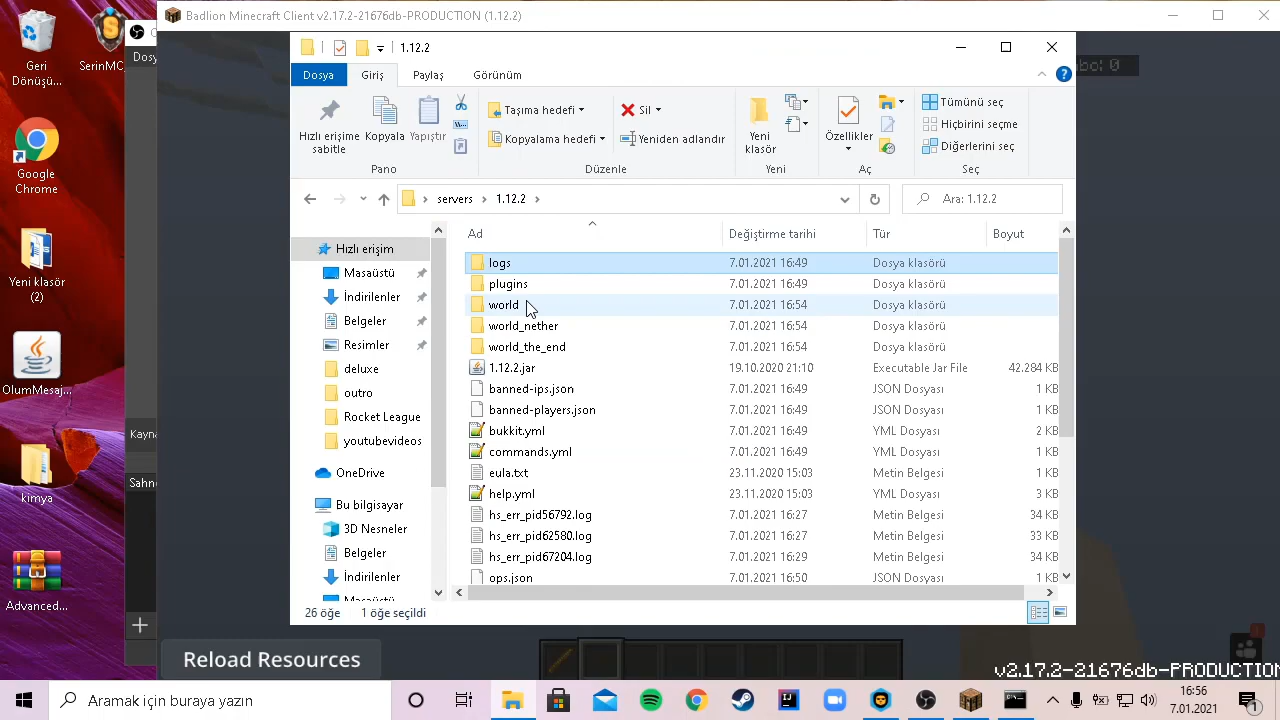 Badlion Minecraft Client v2.17.2-21676db-PRODUCTION (1.12.2)
Geri
Dönüşü...
SerinMC
Google
Chrome
Yeni klasör
(2)
OlumMesaj...
kimya
Advanced...
Dosy
Kayna
Sahne
1.12.2
Dosya
Giriş
Paylaş
Görünüm
Hızlı erişime
sabitle
Kopyala
Yapıştır
Pano
Taşıma hedefi
Kopyalama hedefi
Sil
Yeniden adlandır
Düzenle
Yeni
klasör
Yeni
Özellikler
Aç
Tümünü seç
Hiçbirini seçme
Diğerlerini seç
Seç
servers > 1.12.2 >
Ara: 1.12.2
Hızlı erişim
Masaüstü
İndirilenler
Belgeler
Resimler
deluxe
outro
Rocket League
youtubevideos
OneDrive
Bu bilgisayar
3D Nesneler
Belgeler
İndirilenler
Masaüstü
Ad Değiştirme tarihi Tür Boyut
logs 7.01.2021 16:49 Dosya klasörü
plugins 7.01.2021 16:49 Dosya klasörü
world 7.01.2021 16:54 Dosya klasörü
world_nether 7.01.2021 16:54 Dosya klasörü
world_the_end 7.01.2021 16:54 Dosya klasörü
1.12.2.jar 19.10.2020 21:10 Executable Jar File 42.284 KB
banned-ips.json 7.01.2021 16:49 JSON Dosyası 1 KB
banned-players.json 7.01.2021 16:49 JSON Dosyası 1 KB
bukkit.yml 7.01.2021 16:49 YML Dosyası 2 KB
commands.yml 7.01.2021 16:49 YML Dosyası 1 KB
eula.txt 23.11.2020 15:03 Metin Belgesi 1 KB
help.yml 23.11.2020 15:03 YML Dosyası 3 KB
hs_err_pid56792.log 7.01.2021 16:27 Metin Belgesi 34 KB
hs_err_pid62580.log 7.01.2021 16:27 Metin Belgesi 33 KB
hs_err_pid67204.log 7.01.2021 16:29 Metin Belgesi 34 KB
ops.json 7.01.2021 16:50 JSON Dosyası 1 KB
26 öğe 1 öğe seçildi
bo: 0
Reload Resources
v2.17.2-21676db-PRODUCTION
Aramak için buraya yazın
16:56
7.01.2021
1